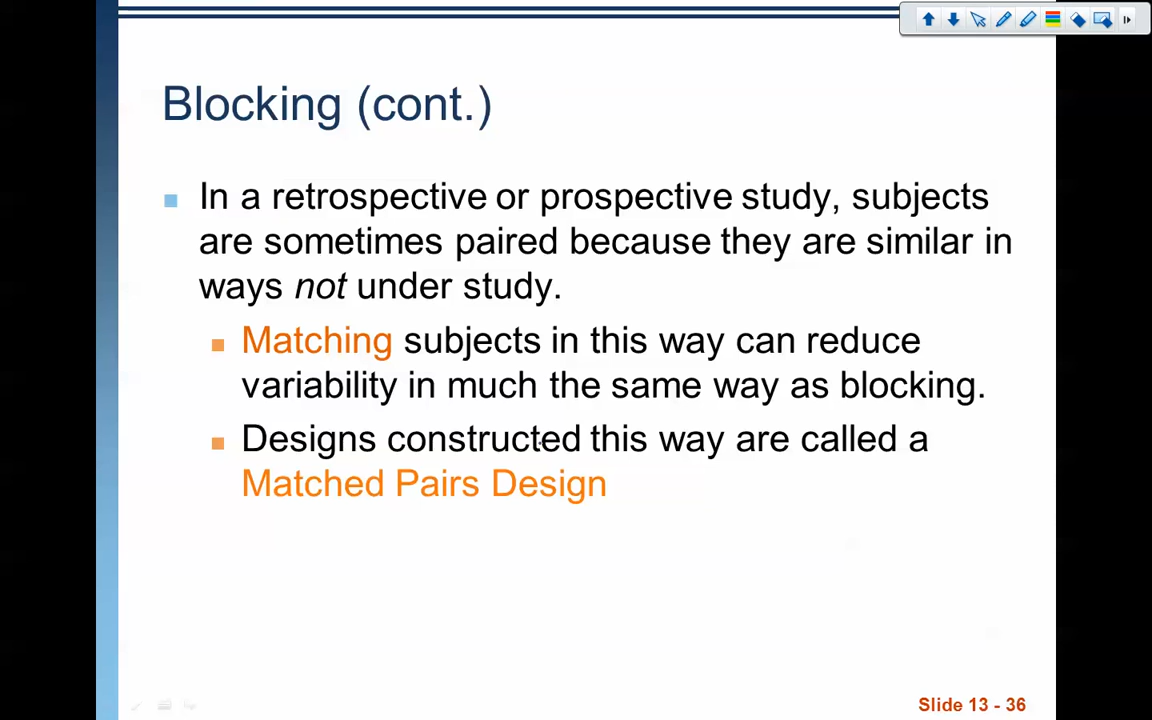 Blocking (cont.)
In a retrospective or prospective study, subjects
are sometimes paired because they are similar in
ways not under study.
Matching subjects in this way can reduce
variability in much the same way as blocking.
Designs constructed this way are called a
Matched Pairs Design
Slide 13 - 36